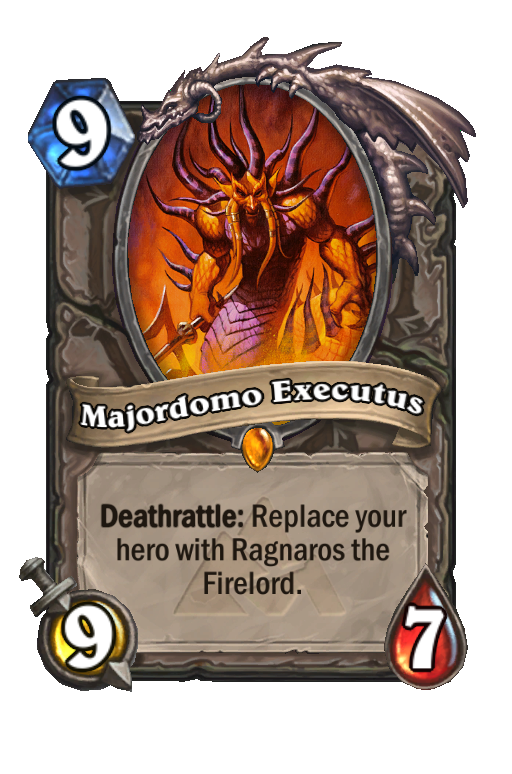 9
Majordomo Executus
Deathrattle: Replace your
hero with Ragnaros the
Firelord.
9
7